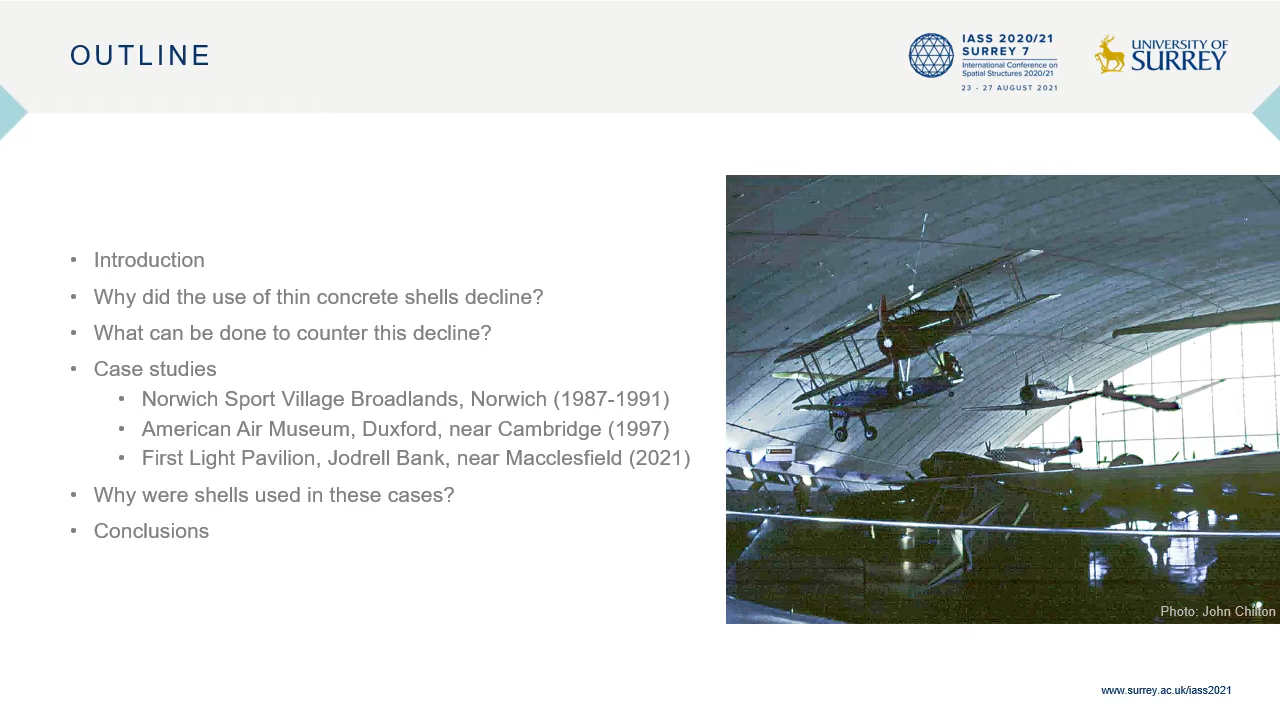 OUTLINE
IASS 2020/21
SURREY 7
International Conference on
Spatial Structures 2020/21
23 - 27 AUGUST 2021
UNIVERSITY OF
SURREY
• Introduction
• Why did the use of thin concrete shells decline?
• What can be done to counter this decline?
• Case studies
• Norwich Sport Village Broadlands, Norwich (1987-1991)
• American Air Museum, Duxford, near Cambridge (1997)
• First Light Pavilion, Jodrell Bank, near Macclesfield (2021)
• Why were shells used in these cases?
• Conclusions
Photo: John Chilton
www.surrey.ac.uk/iass2021